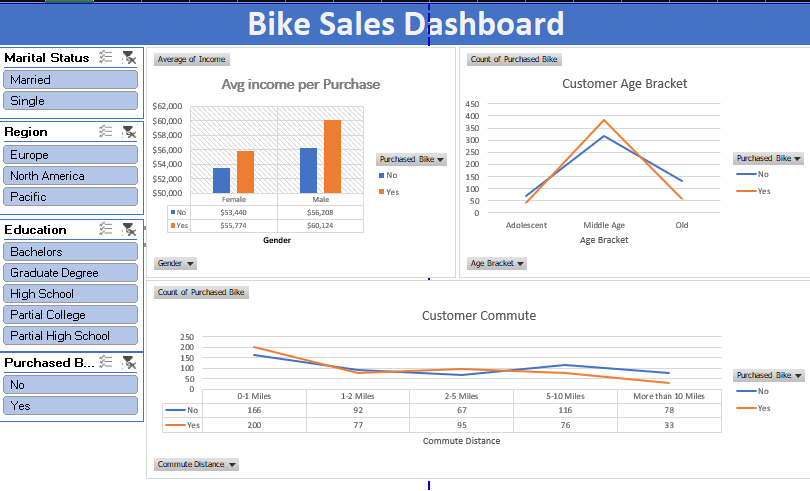 Bike Sales Dashboard
Marital Status
Married
Single
Region
Europe
North America
Pacific
Education
Bachelors
Graduate Degree
High School
Partial College
Partial High School
Purchased B...
No
Yes
Average of Income
Avg income per Purchase
$62,000
$60,000
$58,000
$56,000
$54,000
$52,000
$50,000
Female Male
No $53,440 $56,208
Yes $55,774 $60,124
Gender
Purchased Bike
No
Yes
Gender
Count of Purchased Bike
Customer Age Bracket
450
400
350
300
250
200
150
100
50
0
Adolescent Middle Age Old
Age Bracket
Purchased Bike
No
Yes
Age Bracket
Count of Purchased Bike
Customer Commute
250
200
150
100
50
0
0-1 Miles 1-2 Miles 2-5 Miles 5-10 Miles More than 10 Miles
No 166 92 67 116 78
Yes 200 77 95 76 33
Commute Distance
Purchased Bike
No
Yes
Commute Distance